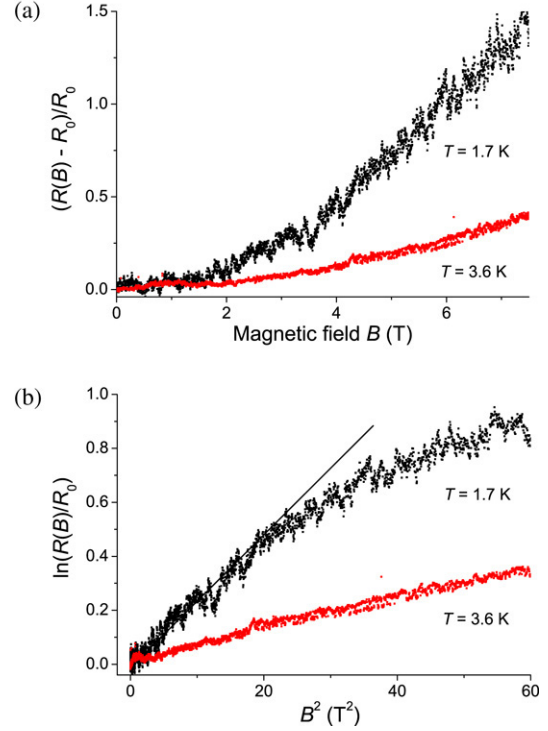 (a)
(R(B) - R₀)/R₀
1.5
1.0
0.5
0.0
T = 1.7 K
T = 3.6 K
0 2 4 6
Magnetic field B (T)
(b)
ln(R(B)/R₀)
1.0
0.8
0.6
0.4
0.2
0.0
T = 1.7 K
T = 3.6 K
0 20 40 60
B² (T²)